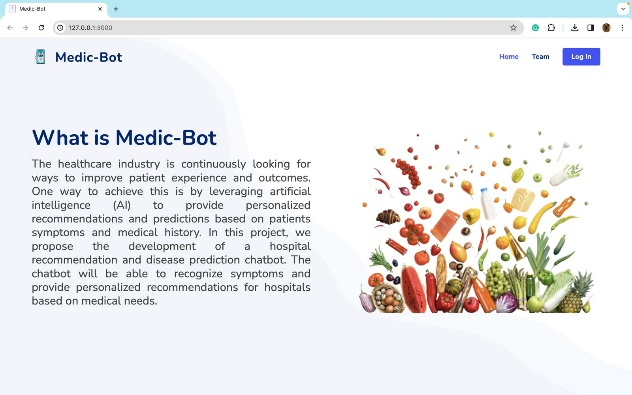 Medic-Bot
127.0.0.1:3000
Medic-Bot
Home Team Log In
What is Medic-Bot
The healthcare industry is continuously looking for
ways to improve patient experience and outcomes.
One way to achieve this is by leveraging artificial
intelligence (AI) to provide personalized
recommendations and predictions based on patients
symptoms and medical history. In this project, we
propose the development of a hospital
recommendation and disease prediction chatbot. The
chatbot will be able to recognize symptoms and
provide personalized recommendations for hospitals
based on medical needs.